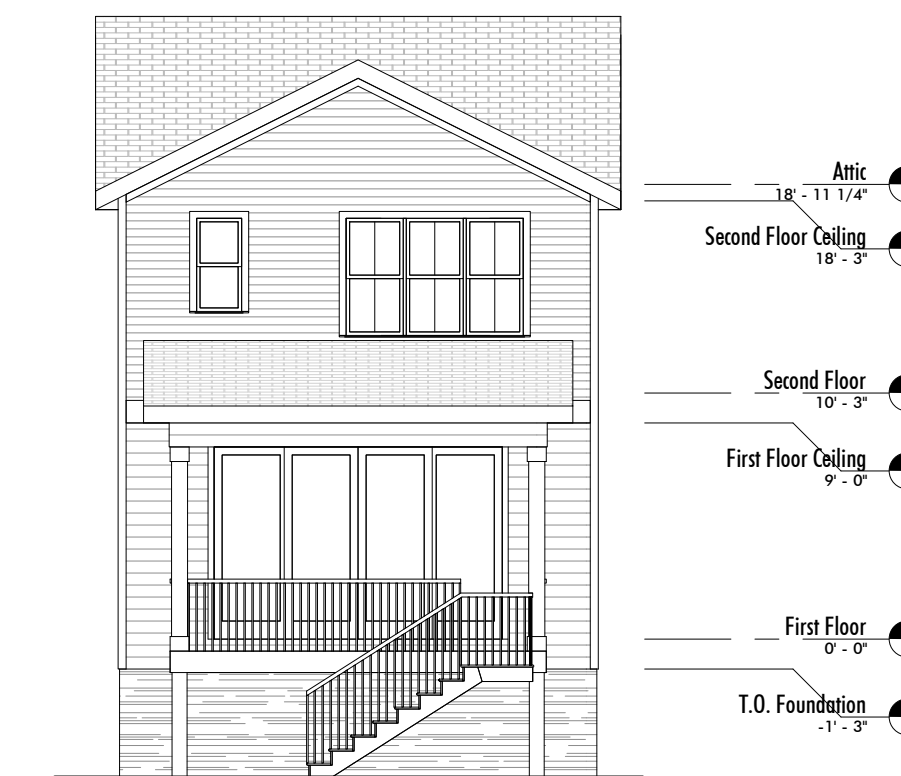 Attic
18' - 11 1/4"
Second Floor Ceiling
18' - 3"
Second Floor
10' - 3"
First Floor Ceiling
9' - 0"
First Floor
0' - 0"
T.O. Foundation
-1' - 3"